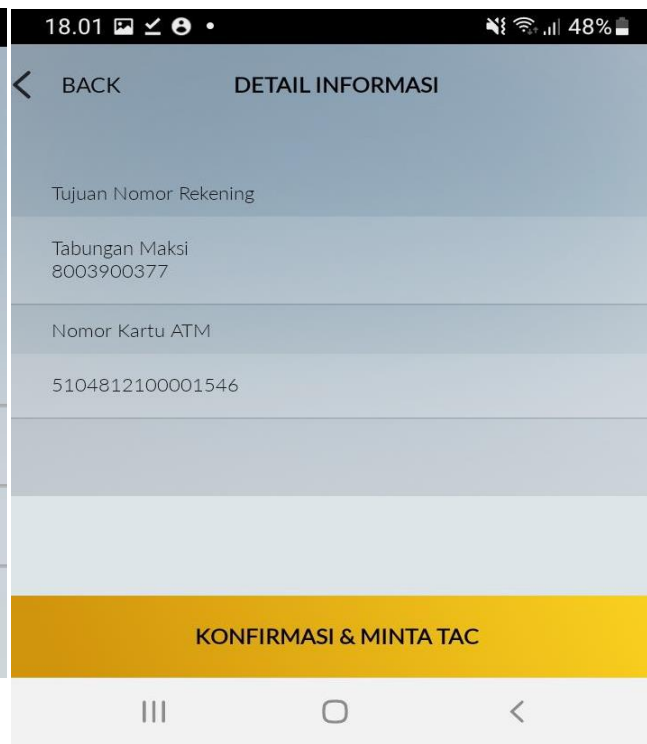 18.01 48%
BACK DETAIL INFORMASI
Tujuan Nomor Rekening
Tabungan Maksi
8003900377
Nomor Kartu ATM
5104812100001546
KONFIRMASI & MINTA TAC